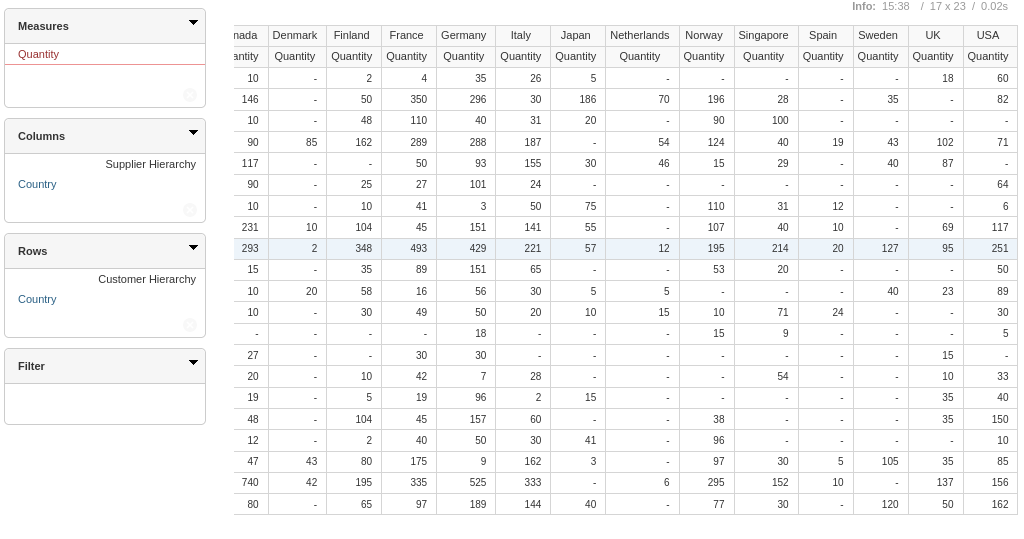 Info: 15:38 / 17 x 23 / 0.02s
Measures
Quantity
Columns
Supplier Hierarchy
Country
Rows
Customer Hierarchy
Country
Filter
nada Denmark Finland France Germany Italy Japan Netherlands Norway Singapore Spain Sweden UK USA
antity Quantity Quantity Quantity Quantity Quantity Quantity Quantity Quantity Quantity Quantity Quantity Quantity Quantity
10 - 2 4 35 26 5 - - - - - 18 60
146 - 50 350 296 30 186 70 196 28 - 35 - 82
10 - 48 110 40 31 20 - 90 100 - - - -
90 85 162 289 288 187 - 54 124 40 19 43 102 71
117 - - 50 93 155 30 46 15 29 - 40 87 -
90 - 25 27 101 24 - - - - - - - 64
10 - 10 41 3 50 75 - 110 31 12 - - 6
231 10 104 45 151 141 55 - 107 40 10 - 69 117
293 2 348 493 429 221 57 12 195 214 20 127 95 251
15 - 35 89 151 65 - - 53 20 - - - 50
10 20 58 16 56 30 5 5 - - - 40 23 89
10 - 30 49 50 20 10 15 10 71 24 - - 30
- - - - 18 - - - 15 9 - - - 5
27 - - 30 30 - - - - - - - 15 -
20 - 10 42 7 28 - - - 54 - - 10 33
19 - 5 19 96 2 15 - - - - - 35 40
48 - 104 45 157 60 - - 38 - - - 35 150
12 - 2 40 50 30 41 - 96 - - - - 10
47 43 80 175 9 162 3 - 97 30 5 105 35 85
740 42 195 335 525 333 - 6 295 152 10 - 137 156
80 - 65 97 189 144 40 - 77 30 - 120 50 162